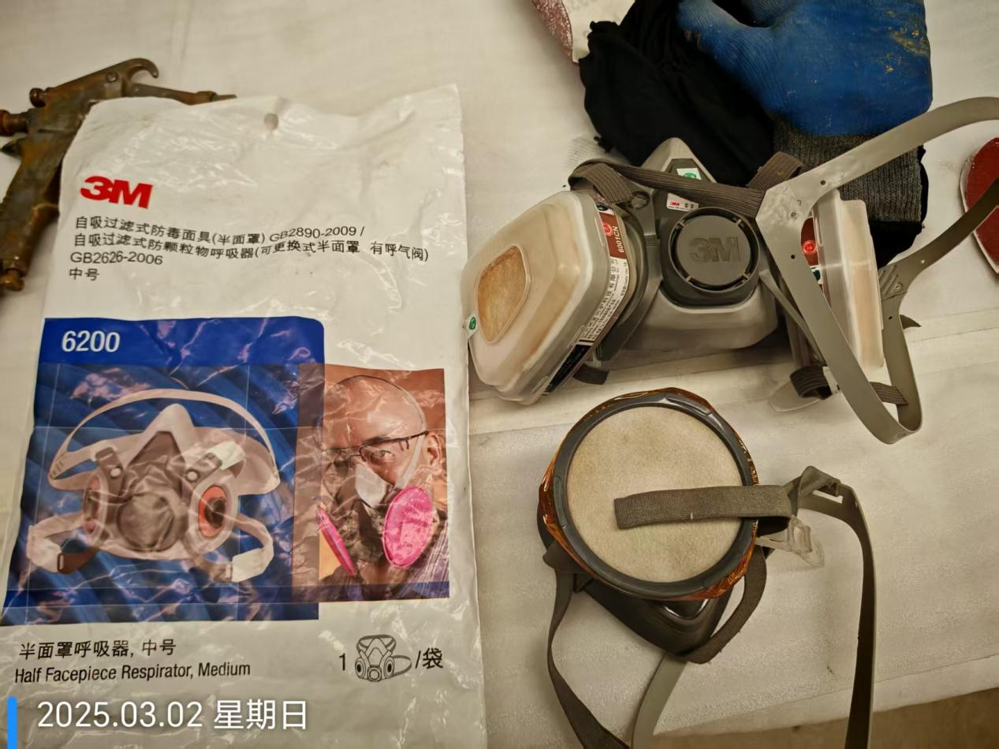 3M
自吸过滤式防毒面具(半面罩) GB2890-2009 /
自吸过滤式防颗粒物呼吸器(可更换式半面罩 有呼气阀)
GB2626-2006
中号
6200
半面罩呼吸器, 中号
Half Facepiece Respirator, Medium
1 /袋
3M
3M
6001CN
2025.03.02 星期日